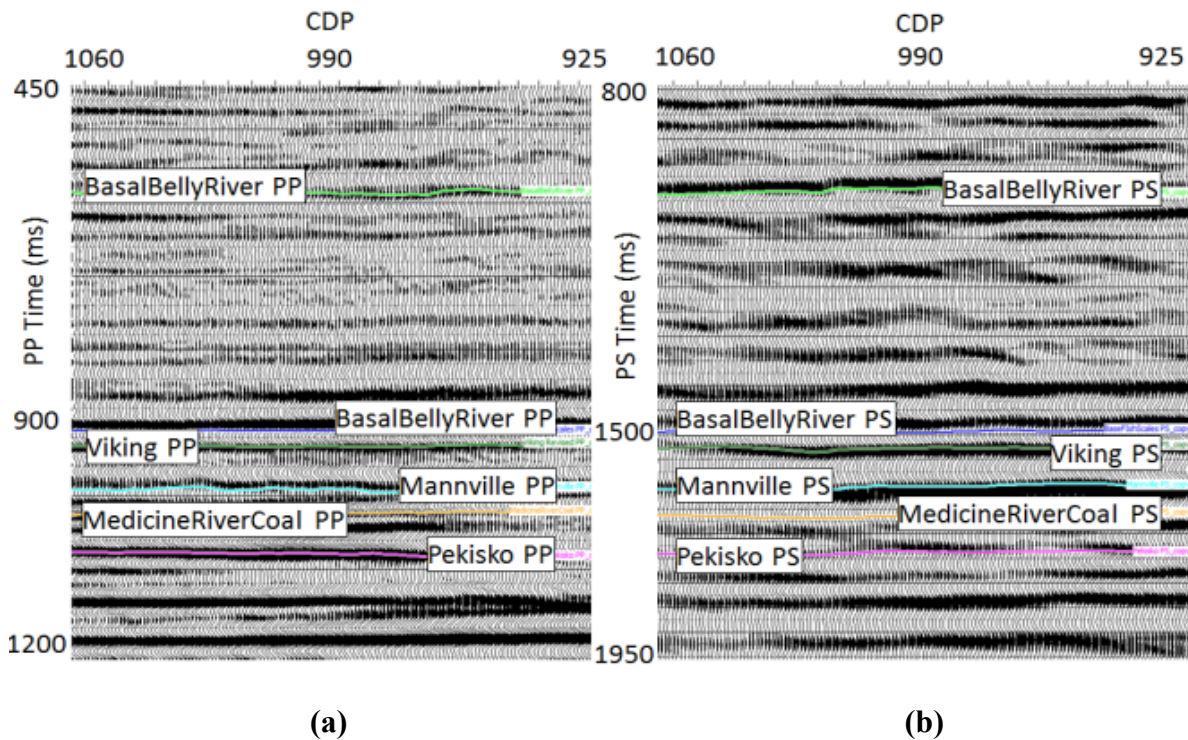 CDP
1060 990 925
450
BasalBellyRiver PP
PP Time (ms)
900
BasalBellyRiver PP
Viking PP
Mannville PP
MedicineRiverCoal PP
Pekisko PP
1200
(a)
CDP
1060 990 925
800
BasalBellyRiver PS
PS Time (ms)
1500
BasalBellyRiver PS
Viking PS
Mannville PS
MedicineRiverCoal PS
Pekisko PS
1950
(b)